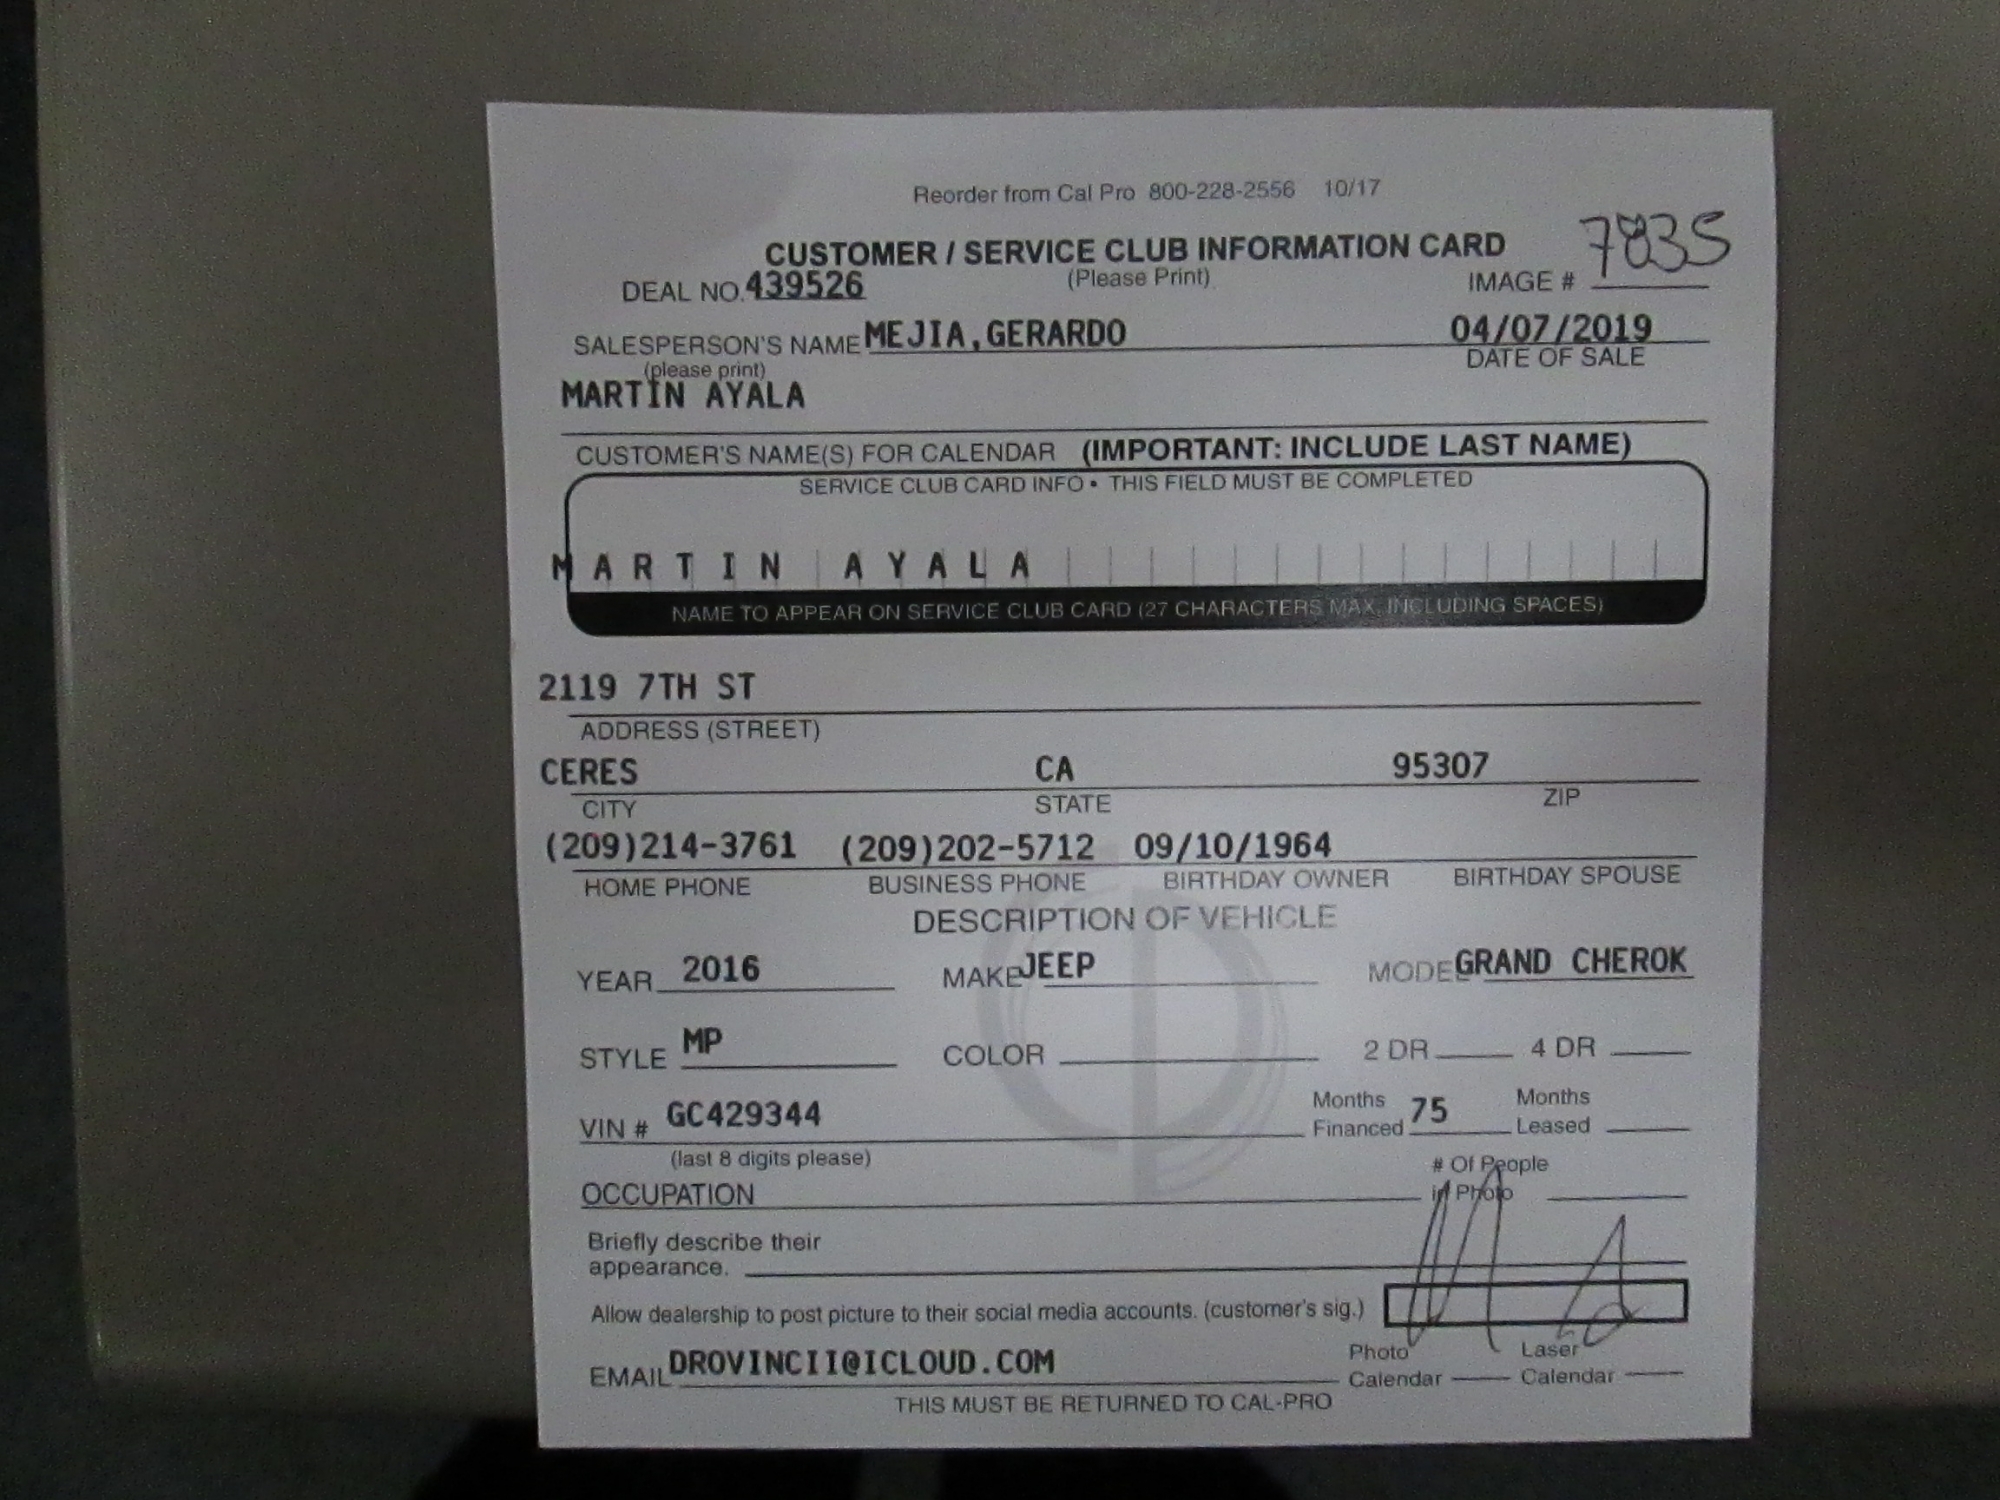 Reorder from Cal Pro 800-228-2556 10/17
CUSTOMER / SERVICE CLUB INFORMATION CARD
(Please Print)
DEAL NO. 439526 IMAGE # 7835
SALESPERSON'S NAME MEJIA,GERARDO 04/07/2019
(please print) DATE OF SALE
MARTIN AYALA
CUSTOMER'S NAME(S) FOR CALENDAR (IMPORTANT: INCLUDE LAST NAME)
SERVICE CLUB CARD INFO • THIS FIELD MUST BE COMPLETED
MARTIN AYALA
NAME TO APPEAR ON SERVICE CLUB CARD (27 CHARACTERS MAX, INCLUDING SPACES)
2119 7TH ST
ADDRESS (STREET)
CERES CA 95307
CITY STATE ZIP
(209)214-3761 (209)202-5712 09/10/1964
HOME PHONE BUSINESS PHONE BIRTHDAY OWNER BIRTHDAY SPOUSE
DESCRIPTION OF VEHICLE
YEAR 2016 MAKE JEEP MODEL GRAND CHEROK
STYLE MP COLOR 2 DR 4 DR
VIN # GC429344 Months Financed 75 Months Leased
(last 8 digits please)
OCCUPATION # Of People in Photo
Briefly describe their
appearance.
Allow dealership to post picture to their social media accounts. (customer's sig.)
EMAIL DROVINCII@ICLOUD.COM Photo Calendar Laser Calendar
THIS MUST BE RETURNED TO CAL-PRO